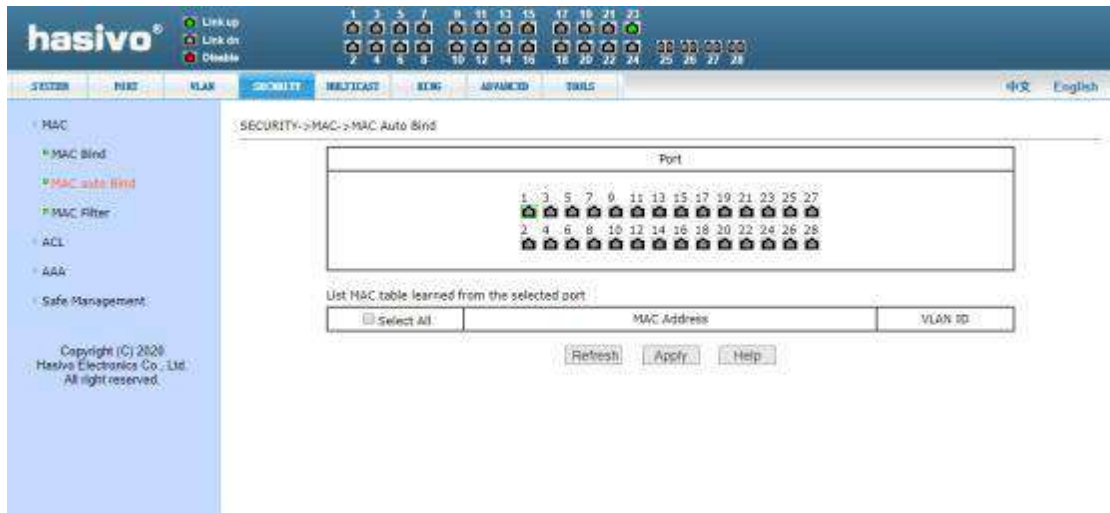 hasivo®
Link up
Link dn
Disable
1 3 5 7 9 11 13 15 17 19 21 23
2 4 6 8 10 12 14 16 18 20 22 24 25 26 27 28
SYSTEM PORT VLAN SECURITY MULTICAST RING ADVANCED TOOLS 中文 English
MAC
MAC Bind
MAC auto Bind
MAC Filter
ACL
AAA
Safe Management
Copyright (C) 2020
Hasivo Electronics Co., Ltd.
All right reserved.
SECURITY->MAC->MAC Auto Bind
Port
1 3 5 7 9 11 13 15 17 19 21 23 25 27
2 4 6 8 10 12 14 16 18 20 22 24 26 28
List MAC table learned from the selected port
Select All MAC Address VLAN ID
Refresh Apply Help